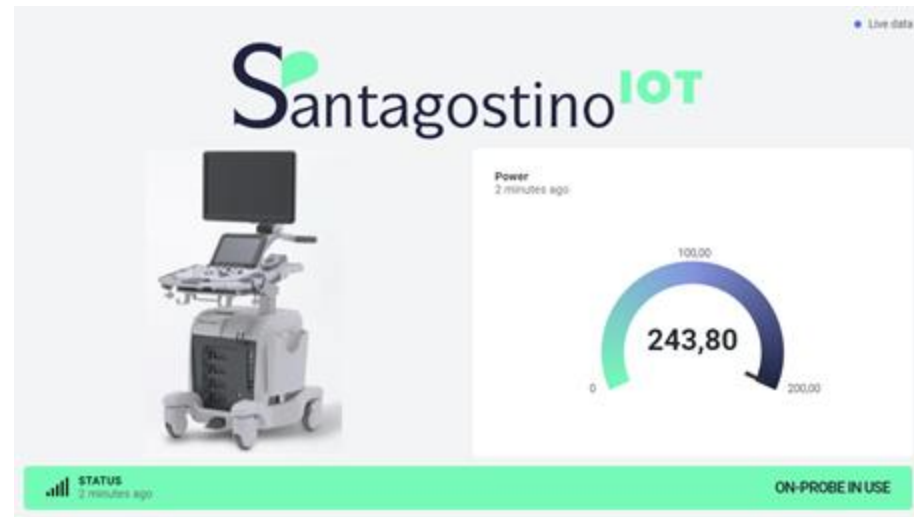 Live data
Santagostino IOT
Power
2 minutes ago
100,00
243,80
0
200,00
STATUS
2 minutes ago
ON-PROBE IN USE